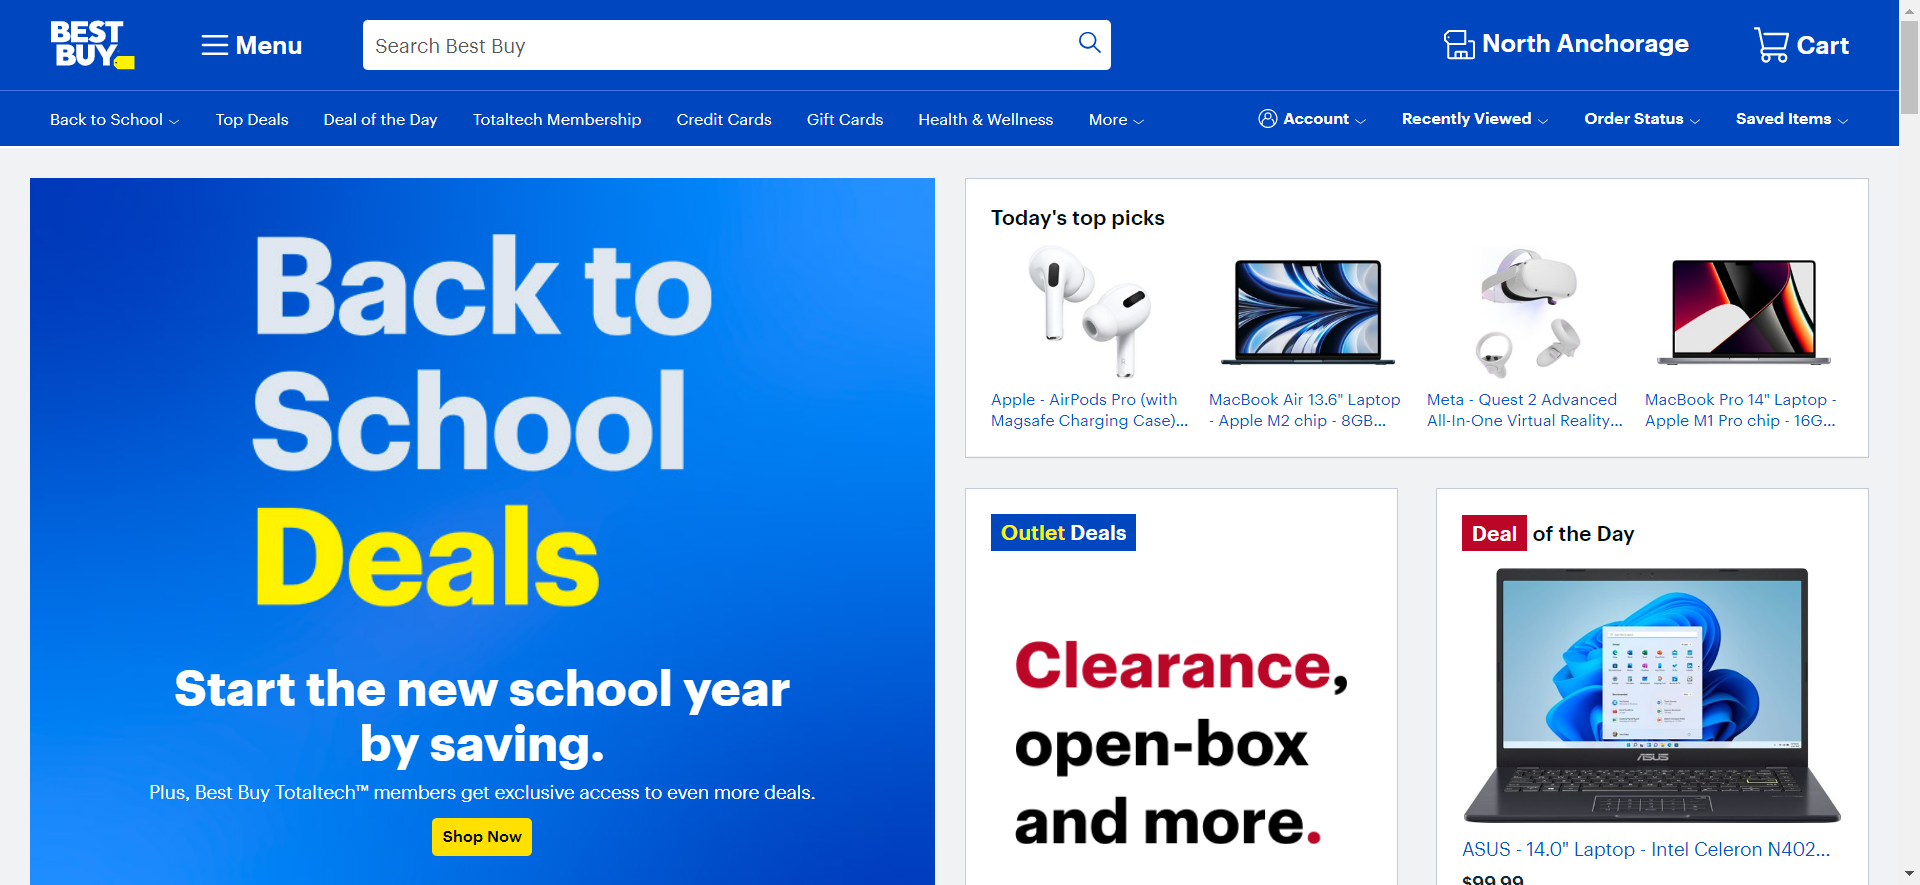 BEST
BUY
Menu
Search Best Buy
North Anchorage
Cart
Back to School
Top Deals
Deal of the Day
Totaltech Membership
Credit Cards
Gift Cards
Health & Wellness
More
Account
Recently Viewed
Order Status
Saved Items
Back to
School
Deals
Start the new school year
by saving.
Plus, Best Buy Totaltech™ members get exclusive access to even more deals.
Shop Now
Today's top picks
Apple - AirPods Pro (with
Magsafe Charging Case)...
MacBook Air 13.6" Laptop
- Apple M2 chip - 8GB...
Meta - Quest 2 Advanced
All-In-One Virtual Reality...
MacBook Pro 14" Laptop -
Apple M1 Pro chip - 16G...
Outlet Deals
Clearance,
open-box
and more.
Deal of the Day
ASUS
ASUS - 14.0" Laptop - Intel Celeron N402...
$99.99